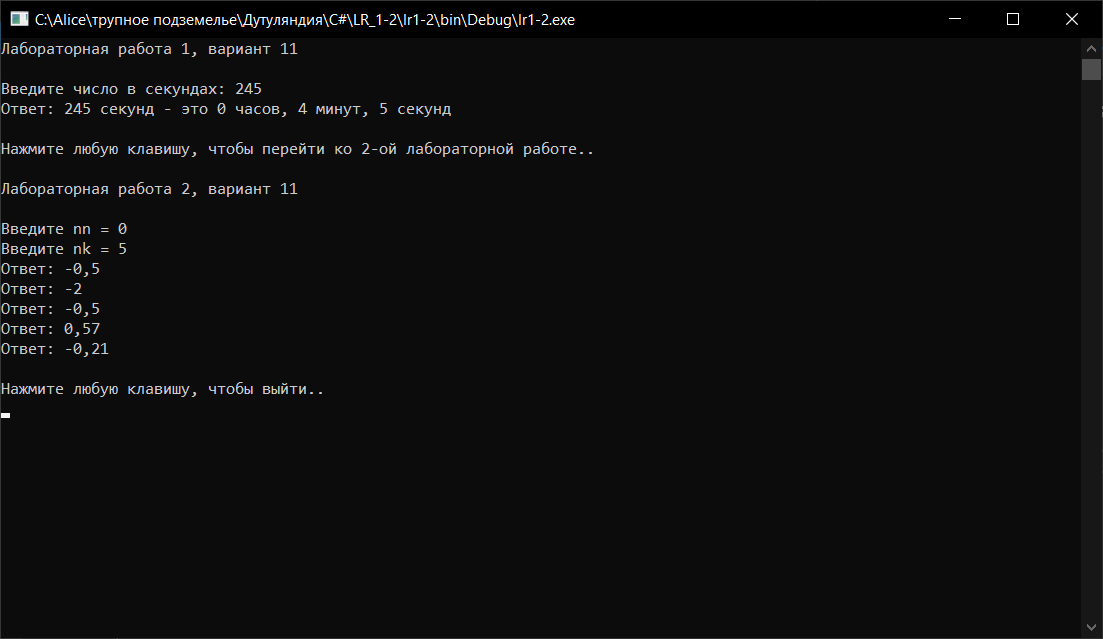 C:\Alice\трупное подземелье\Дутуляндия\C#\LR_1-2\lr1-2\bin\Debug\lr1-2.exe
Лабораторная работа 1, вариант 11
Введите число в секундах: 245
Ответ: 245 секунд - это 0 часов, 4 минут, 5 секунд
Нажмите любую клавишу, чтобы перейти ко 2-ой лабораторной работе..
Лабораторная работа 2, вариант 11
Введите nn = 0
Введите nk = 5
Ответ: -0,5
Ответ: -2
Ответ: -0,5
Ответ: 0,57
Ответ: -0,21
Нажмите любую клавишу, чтобы выйти..